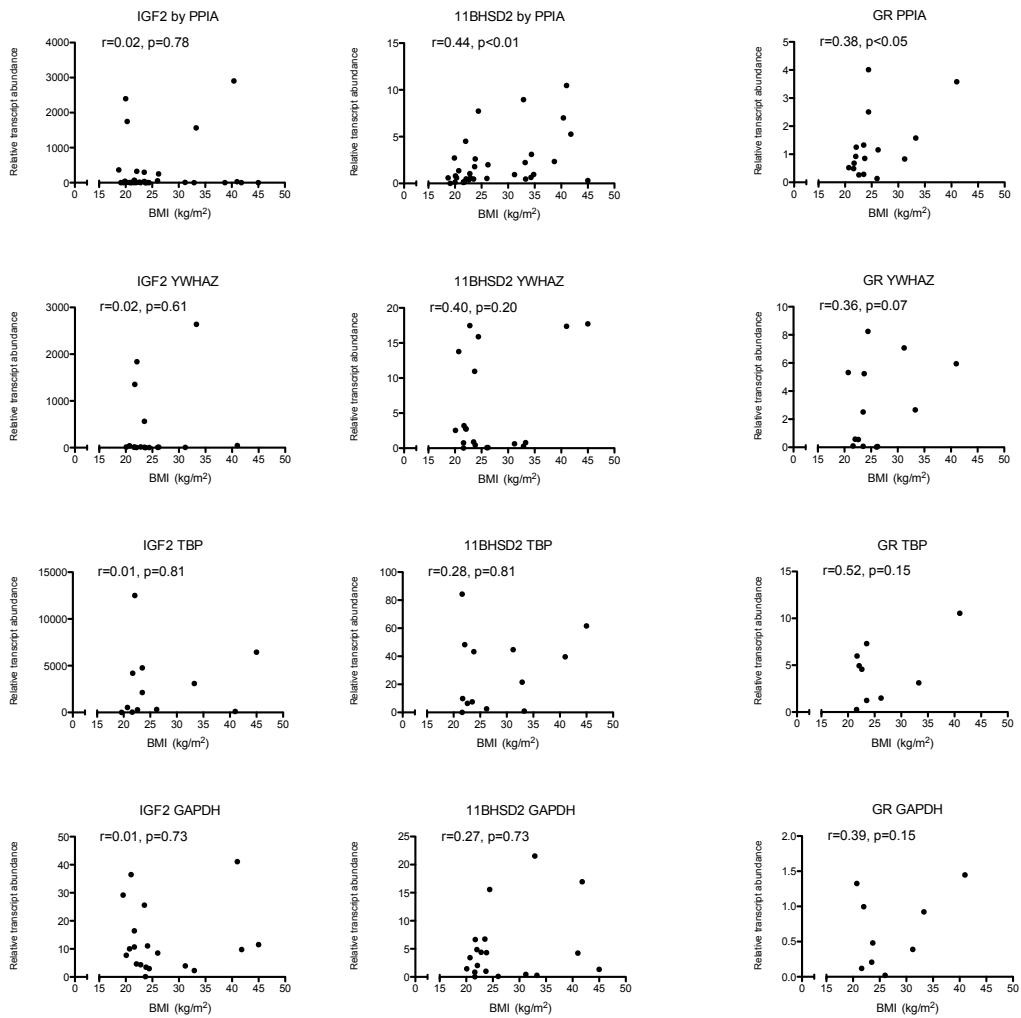 IGF2 by PPIA
r=0.02, p=0.78
Relative transcript abundance
4000
3000
2000
1000
0
0 15 20 25 30 35 40 45 50
BMI (kg/m²)
11BHSD2 by PPIA
r=0.44, p<0.01
Relative transcript abundance
15
10
5
0
0 15 20 25 30 35 40 45 50
BMI (kg/m²)
GR PPIA
r=0.38, p<0.05
Relative transcript abundance
5
4
3
2
1
0
0 15 20 25 30 35 40 45 50
BMI (kg/m²)
IGF2 YWHAZ
r=0.02, p=0.61
Relative transcript abundance
3000
2000
1000
0
0 15 20 25 30 35 40 45 50
BMI (kg/m²)
11BHSD2 YWHAZ
r=0.40, p=0.20
Relative transcript abundance
20
15
10
5
0
0 15 20 25 30 35 40 45 50
BMI (kg/m²)
GR YWHAZ
r=0.36, p=0.07
Relative transcript abundance
10
8
6
4
2
0
0 15 20 25 30 35 40 45 50
BMI (kg/m²)
IGF2 TBP
r=0.01, p=0.81
Relative transcript abundance
15000
10000
5000
0
0 15 20 25 30 35 40 45 50
BMI (kg/m²)
11BHSD2 TBP
r=0.28, p=0.81
Relative transcript abundance
100
80
60
40
20
0
0 15 20 25 30 35 40 45 50
BMI (kg/m²)
GR TBP
r=0.52, p=0.15
Relative transcript abundance
15
10
5
0
0 15 20 25 30 35 40 45 50
BMI (kg/m²)
IGF2 GAPDH
r=0.01, p=0.73
Relative transcript abundance
50
40
30
20
10
0
0 15 20 25 30 35 40 45 50
BMI (kg/m²)
11BHSD2 GAPDH
r=0.27, p=0.73
Relative transcript abundance
25
20
15
10
5
0
0 15 20 25 30 35 40 45 50
BMI (kg/m²)
GR GAPDH
r=0.39, p=0.15
Relative transcript abundance
2.0
1.5
1.0
0.5
0.0
0 15 20 25 30 35 40 45 50
BMI (kg/m²)